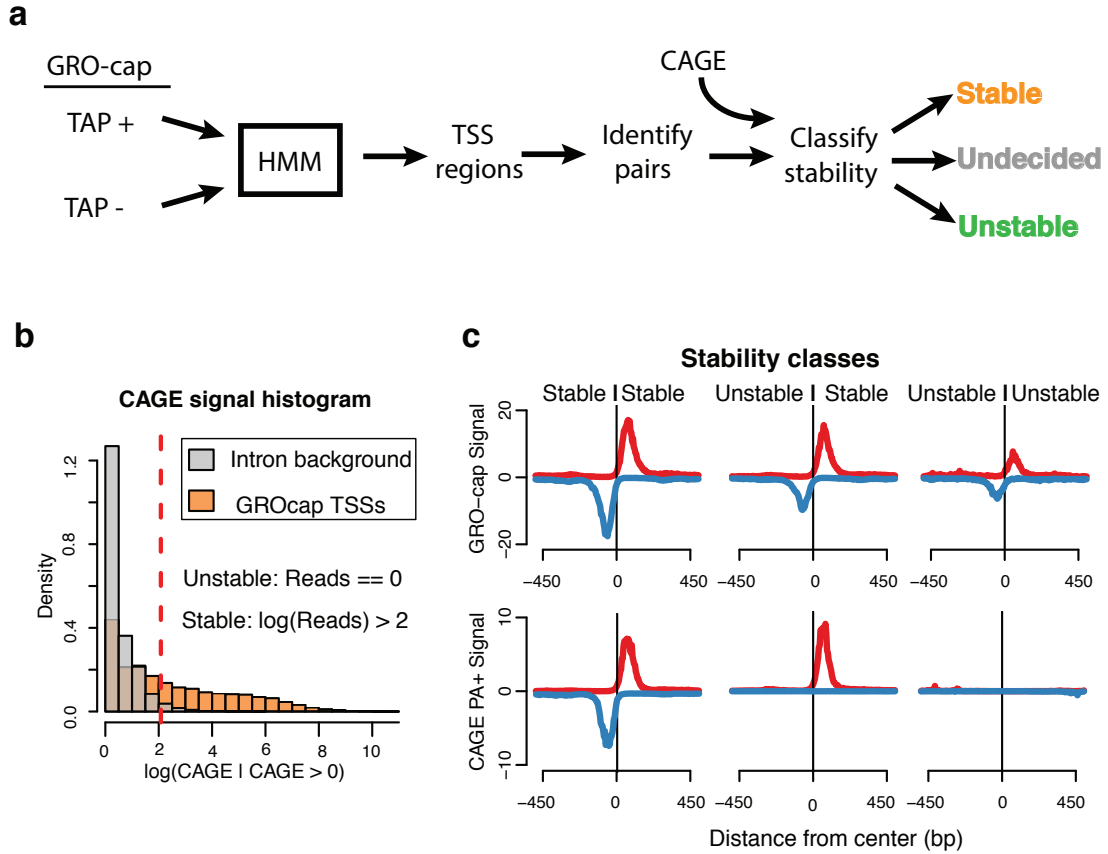 a
GRO-cap
TAP +
TAP -
HMM
TSS
regions
Identify
pairs
CAGE
Classify
stability
Stable
Undecided
Unstable
b
CAGE signal histogram
Intron background
GROcap TSSs
Unstable: Reads == 0
Stable: log(Reads) > 2
Density
0.0 0.4 0.8 1.2
0 2 4 6 8 10
log(CAGE | CAGE > 0)
c
Stability classes
Stable | Stable
Unstable | Stable
Unstable | Unstable
GRO-cap Signal
20
0
-20
-450 0 450
-450 0 450
-450 0 450
CAGE PA+ Signal
10
0
-10
-450 0 450
-450 0 450
-450 0 450
Distance from center (bp)